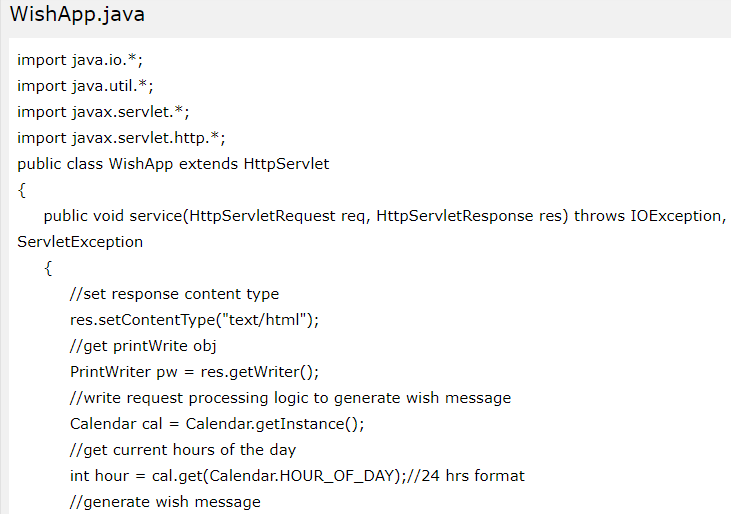 WishApp.java
import java.io.*;
import java.util.*;
import javax.servlet.*;
import javax.servlet.http.*;
public class WishApp extends HttpServlet
{
public void service(HttpServletRequest req, HttpServletResponse res) throws IOException,
ServletException
{
//set response content type
res.setContentType("text/html");
//get printWrite obj
PrintWriter pw = res.getWriter();
//write request processing logic to generate wish message
Calendar cal = Calendar.getInstance();
//get current hours of the day
int hour = cal.get(Calendar.HOUR_OF_DAY);//24 hrs format
//generate wish message